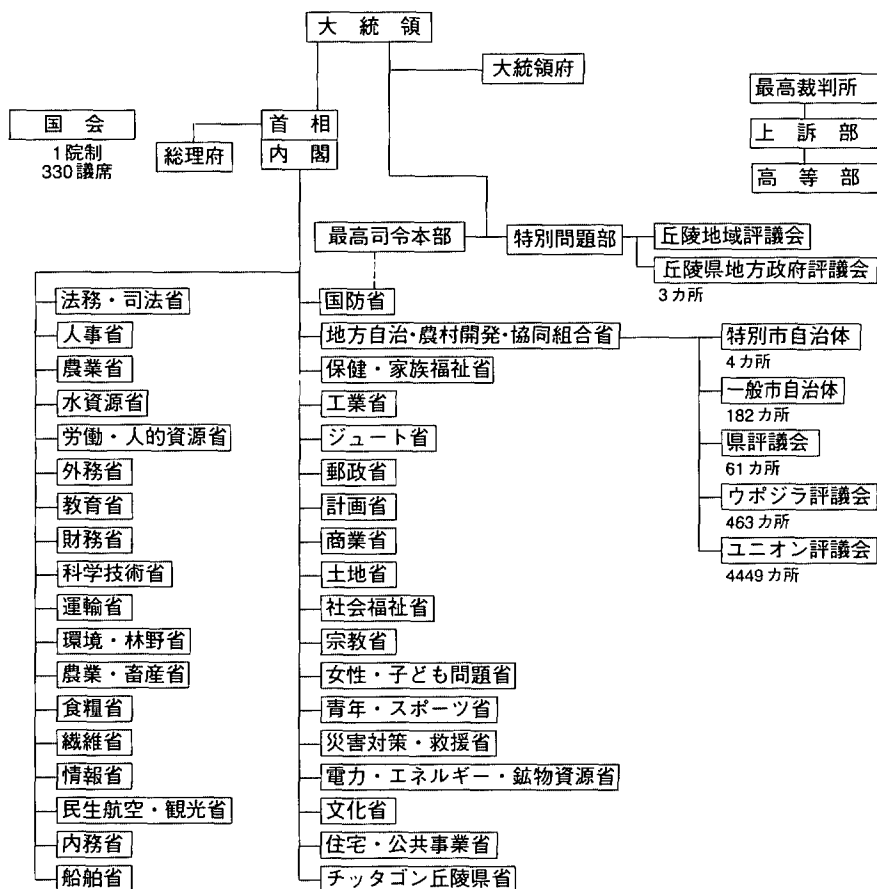 大統領
大統領府
最高裁判所
国会
首相
上訴部
1院制
総理府
内閣
330議席
高等部
最高司令本部
特別問題部
丘陵地域評議会
丘陵県地方政府評議会
3カ所
法務・司法省
人事省
農業省
水資源省
労働・人的資源省
外務省
教育省
財務省
科学技術省
運輸省
環境・林野省
農業・畜産省
食糧省
繊維省
情報省
民生航空・観光省
内務省
船舶省
国防省
地方自治・農村開発・協同組合省
保健・家族福祉省
工業省
ジュート省
郵政省
計画省
商業省
土地省
社会福祉省
宗教省
女性・子ども問題省
青年・スポーツ省
災害対策・救援省
電力・エネルギー・鉱物資源省
文化省
住宅・公共事業省
チッタゴン丘陵県省
特別市自治体
4カ所
一般市自治体
182カ所
県評議会
61カ所
ウポジラ評議会
463カ所
ユニオン評議会
4449カ所